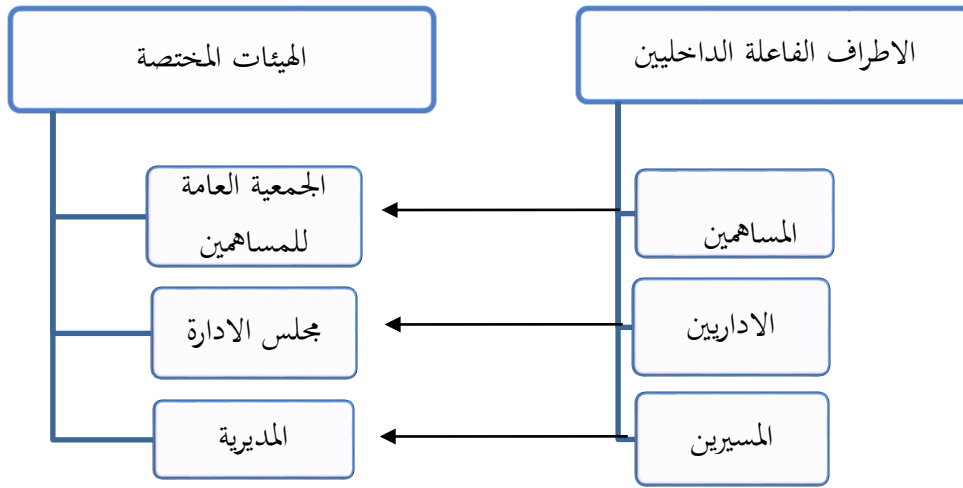 الاطراف الفاعلة الداخليين
الهيئات المختصة
المساهمين
الجمعية العامة
للمساهمين
الاداريين
مجلس الادارة
المسيرين
المديرية